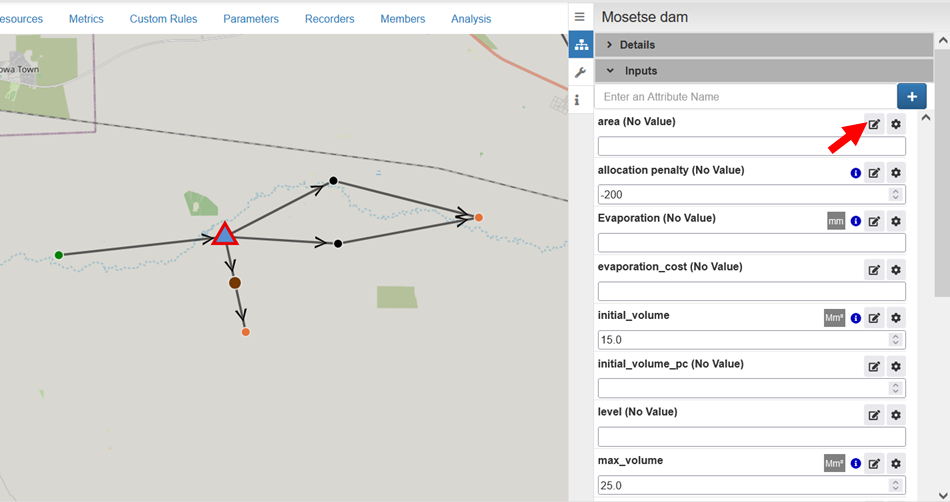 esources Metrics Custom Rules Parameters Recorders Members Analysis
owa Town
Mosetse dam
Details
Inputs
Enter an Attribute Name
+
area (No Value)
allocation penalty (No Value)
-200
Evaporation (No Value) mm
evaporation_cost (No Value)
initial_volume Mm³
15.0
initial_volume_pc (No Value)
level (No Value)
max_volume Mm³
25.0